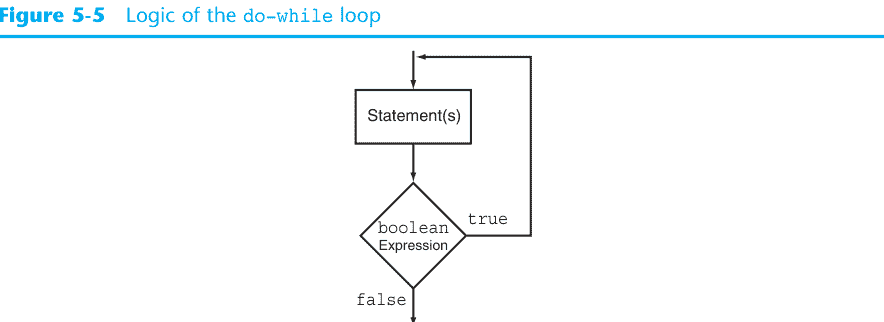 Figure 5-5 Logic of the do-while loop
Statement(s)
boolean
Expression
true
false